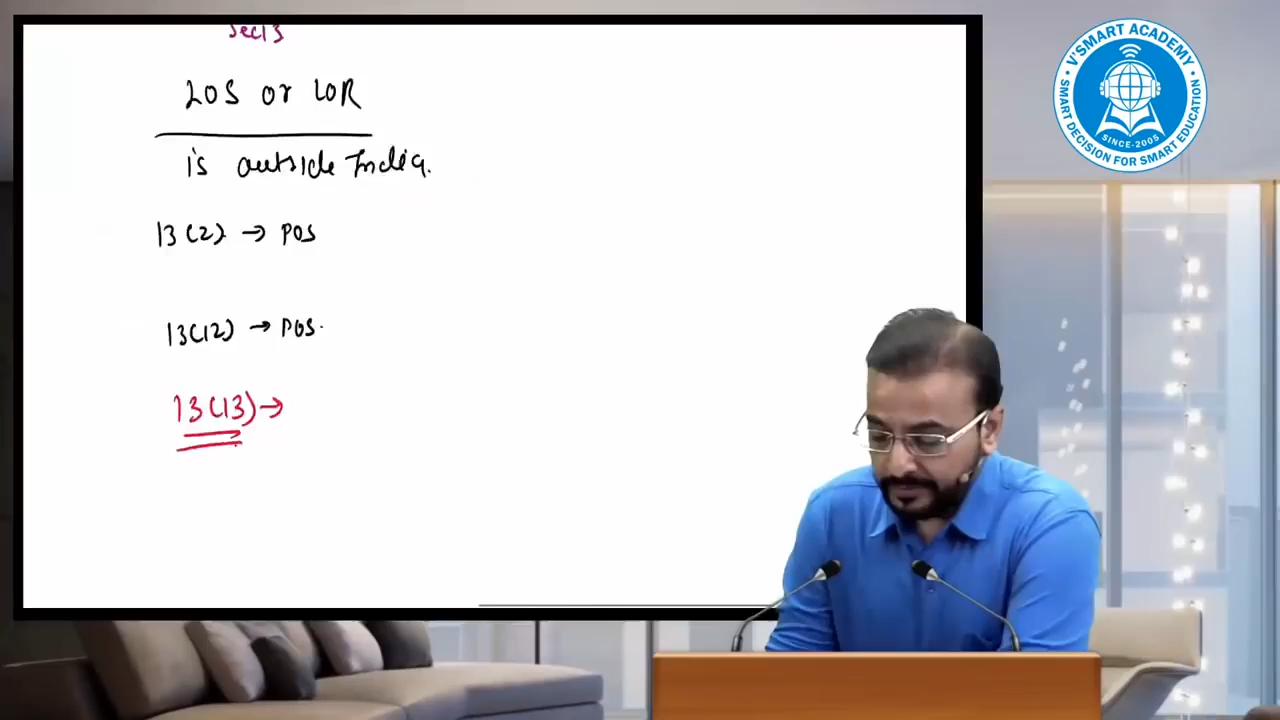 Sec13
LOS or LOR
is outside India.
13(2) → POS
13(12) → POS.
13(13) →
V'SMART ACADEMY
SMART DECISION FOR SMART EDUCATION
SINCE-2005